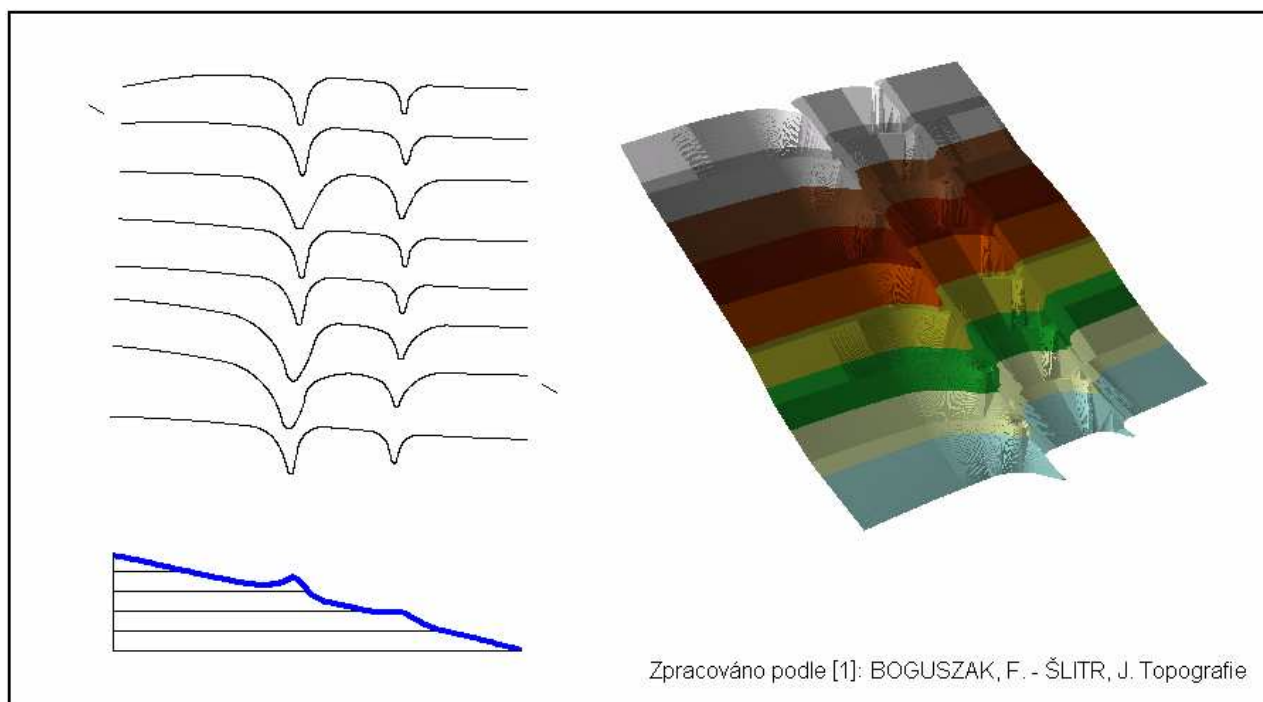 Zpracováno podle [1]: BOGUSZAK, F. - ŠLITR, J. Topografie